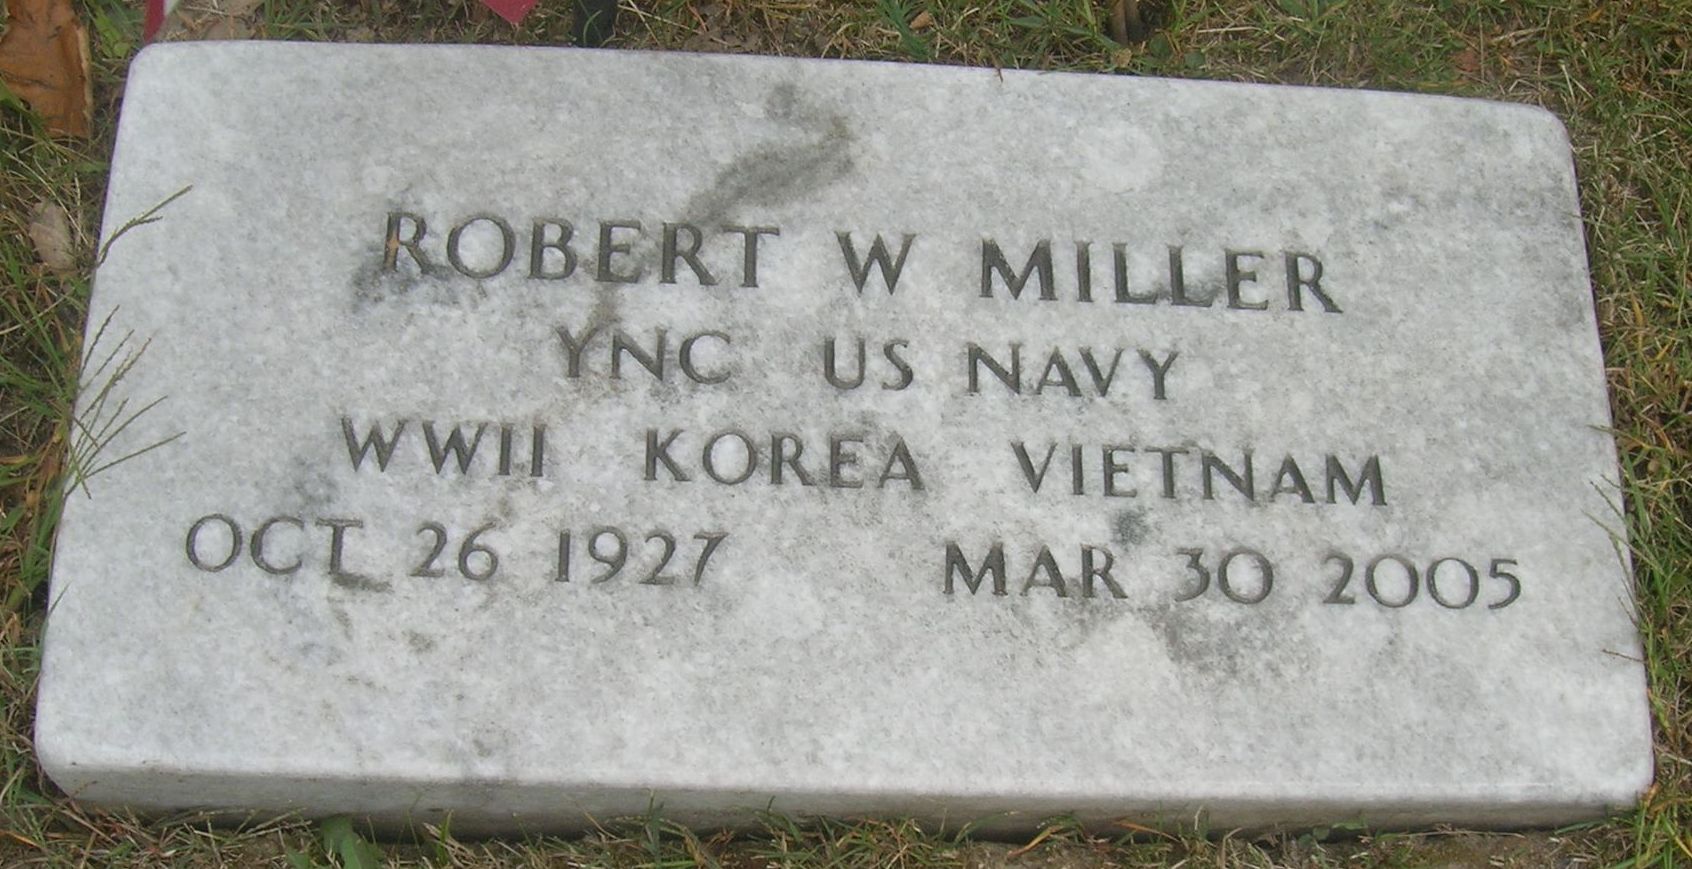 ROBERT W MILLER
YNC US NAVY
WWII KOREA VIETNAM
OCT 26 1927 MAR 30 2005